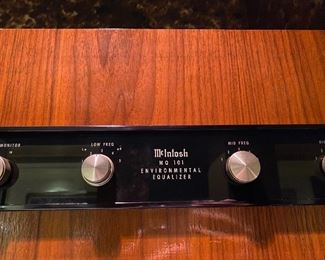 MONITOR
LOW FREQ
McIntosh
MQ 101
ENVIRONMENTAL
EQUALIZER
MID FREQ